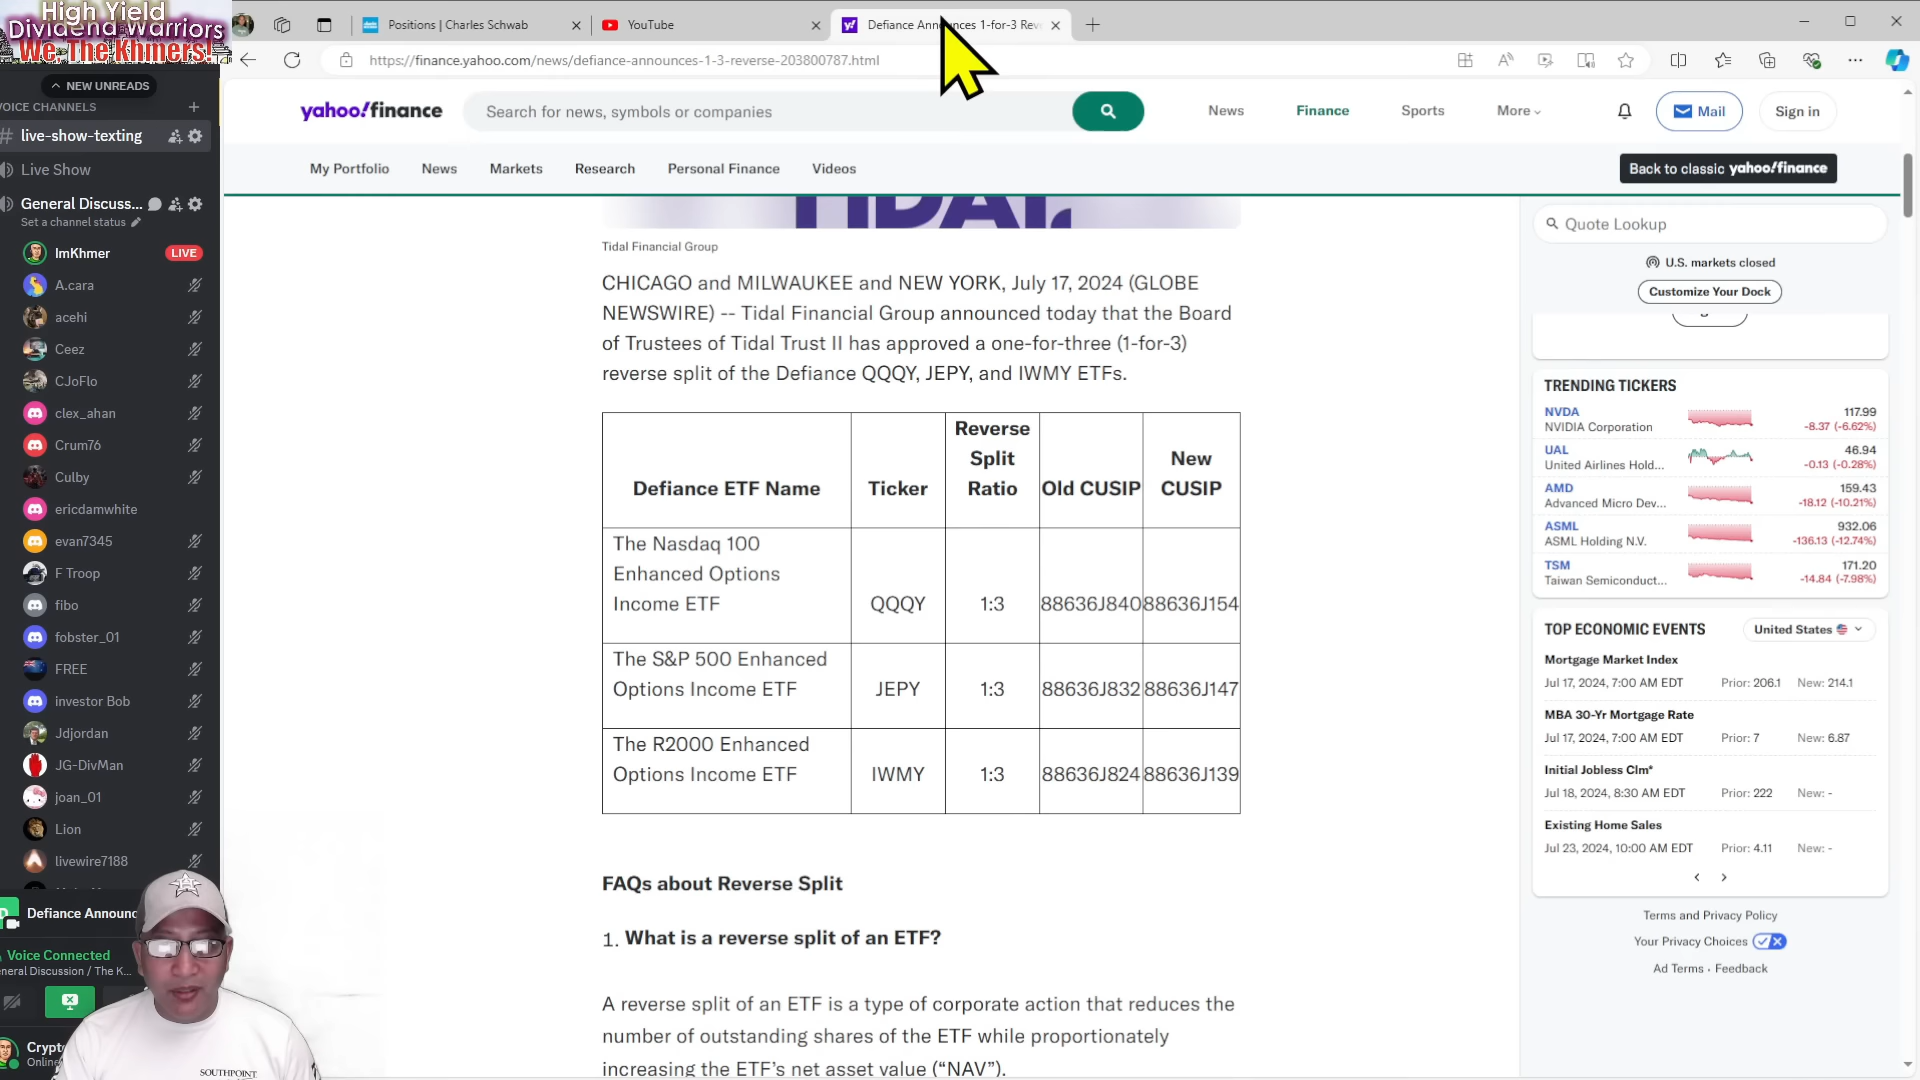 High Yield
Dividend Warriors
We The Khmers!
NEW UNREADS
VOICE CHANNELS
live-show-texting
Live Show
General Discuss...
Set a channel status
ImKhmer LIVE
A.cara
acehi
Ceez
CJoFlo
clex_ahan
Crum76
Culby
ericdamwhite
evan7345
F Troop
fibo
fobster_01
FREE
investor Bob
Jdjordan
JG-DivMan
joan_01
Lion
livewire7188
Defiance Announc
Voice Connected
eneral Discussion / The K...
Crypto
Online
SOUTHPOINT
Positions | Charles Schwab
YouTube
Defiance Announces 1-for-3 Rev
https://finance.yahoo.com/news/defiance-announces-1-3-reverse-203800787.html
yahoo!finance
Search for news, symbols or companies
News Finance Sports More
Mail
Sign in
My Portfolio News Markets Research Personal Finance Videos
Back to classic yahoo!finance
TIDAL
Tidal Financial Group
CHICAGO and MILWAUKEE and NEW YORK, July 17, 2024 (GLOBE
NEWSWIRE) -- Tidal Financial Group announced today that the Board
of Trustees of Tidal Trust II has approved a one-for-three (1-for-3)
reverse split of the Defiance QQQY, JEPY, and IWMY ETFs.
Defiance ETF Name Ticker Reverse Split Ratio Old CUSIP New CUSIP
The Nasdaq 100
Enhanced Options
Income ETF QQQY 1:3 88636J840 88636J154
The S&P 500 Enhanced
Options Income ETF JEPY 1:3 88636J832 88636J147
The R2000 Enhanced
Options Income ETF IWMY 1:3 88636J824 88636J139
FAQs about Reverse Split
1. What is a reverse split of an ETF?
A reverse split of an ETF is a type of corporate action that reduces the
number of outstanding shares of the ETF while proportionately
increasing the ETF's net asset value (“NAV”).
Quote Lookup
U.S. markets closed
Customize Your Dock
TRENDING TICKERS
NVDA 117.99
NVIDIA Corporation -8.37 (-6.62%)
UAL 46.94
United Airlines Hold... -0.13 (-0.28%)
AMD 159.43
Advanced Micro Dev... -18.12 (-10.21%)
ASML 932.06
ASML Holding N.V. -136.13 (-12.74%)
TSM 171.20
Taiwan Semiconduct... -14.84 (-7.98%)
TOP ECONOMIC EVENTS United States
Mortgage Market Index
Jul 17, 2024, 7:00 AM EDT Prior: 206.1 New: 214.1
MBA 30-Yr Mortgage Rate
Jul 17, 2024, 7:00 AM EDT Prior: 7 New: 6.87
Initial Jobless Clm*
Jul 18, 2024, 8:30 AM EDT Prior: 222 New: -
Existing Home Sales
Jul 23, 2024, 10:00 AM EDT Prior: 4.11 New: -
Terms and Privacy Policy
Your Privacy Choices
Ad Terms • Feedback